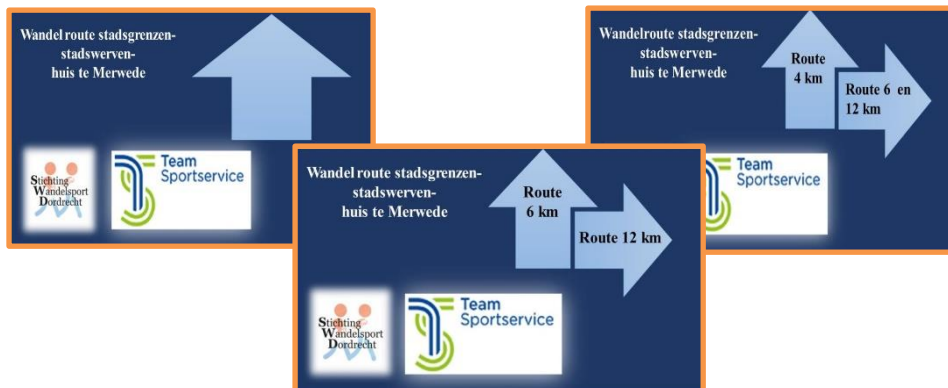 Wandel route stadsgrenzen-
stadswerven-
huis te Merwede
Stichting
Wandelsport
Dordrecht
Team
Sportservice
Wandelroute stadsgrenzen-
stadswerven-
huis te Merwede
Route
4 km
Route 6 en
12 km
Team
Sportservice
Wandel route stadsgrenzen-
stadswerven-
huis te Merwede
Route
6 km
Route 12 km
Stichting
Wandelsport
Dordrecht
Team
Sportservice